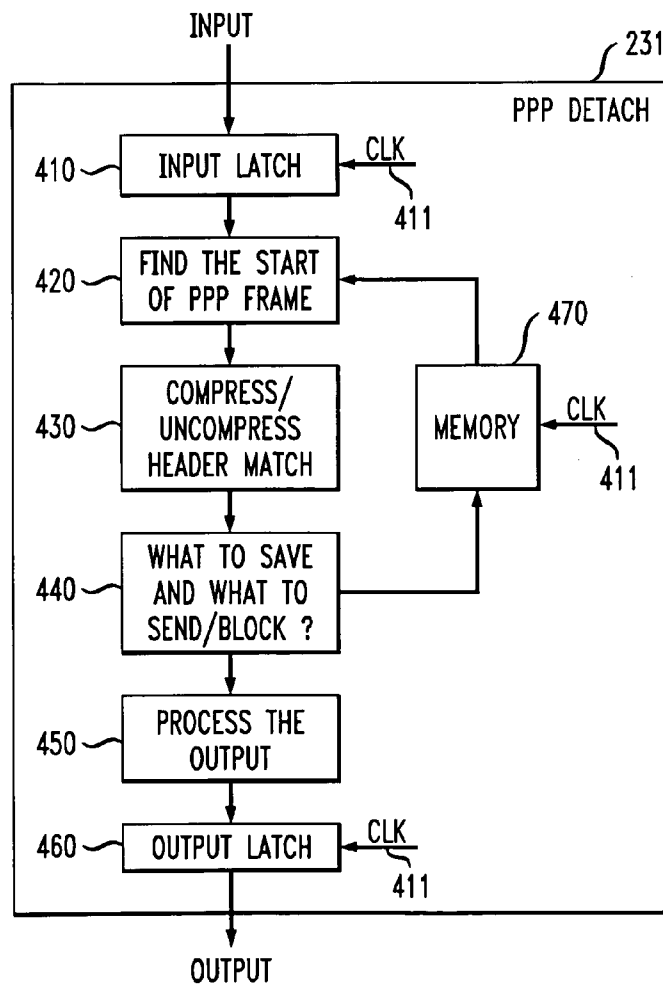 INPUT
231
PPP DETACH
410
INPUT LATCH
CLK
411
420
FIND THE START
OF PPP FRAME
470
430
COMPRESS/
UNCOMPRESS
HEADER MATCH
MEMORY
CLK
411
440
WHAT TO SAVE
AND WHAT TO
SEND/BLOCK ?
450
PROCESS THE
OUTPUT
460
OUTPUT LATCH
CLK
411
OUTPUT